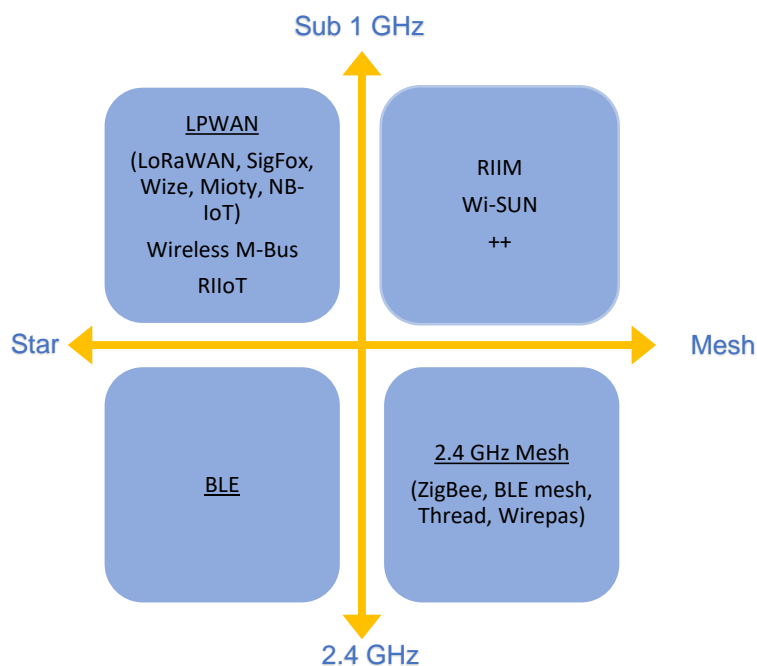 Sub 1 GHz
LPWAN
(LoRaWAN, SigFox,
Wize, Mioty, NB-
IoT)
Wireless M-Bus
RIIoT
RIIM
Wi-SUN
++
Star
Mesh
BLE
2.4 GHz Mesh
(ZigBee, BLE mesh,
Thread, Wirepas)
2.4 GHz